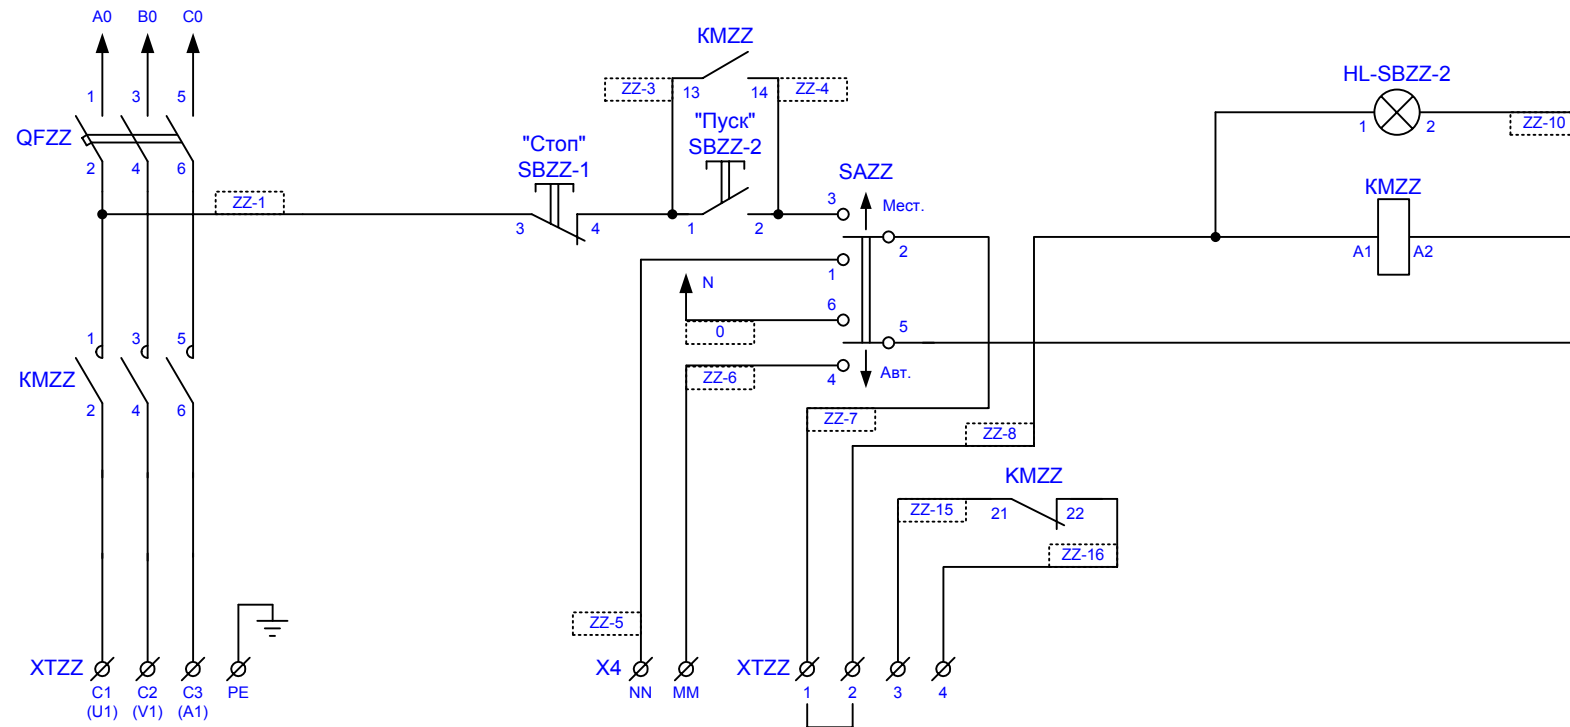 A0 B0 C0
KMZZ
HL-SBZZ-2
ZZ-3 13 14 ZZ-4
1 3 5
1 2 ZZ-10
QFZZ
"Стоп"
SBZZ-1
"Пуск"
SBZZ-2
2 4 6
SAZZ
KMZZ
ZZ-1
3 Мест.
3 4 1 2
2
A1 A2
1
N
6
0
5
1 3 5
KMZZ
ZZ-6
4 Авт.
2 4 6
ZZ-7
ZZ-8
KMZZ
ZZ-15 21 22
ZZ-16
ZZ-5
XTZZ
X4
XTZZ
C1 C2 C3 PE
(U1) (V1) (A1)
NN MM
1 2 3 4